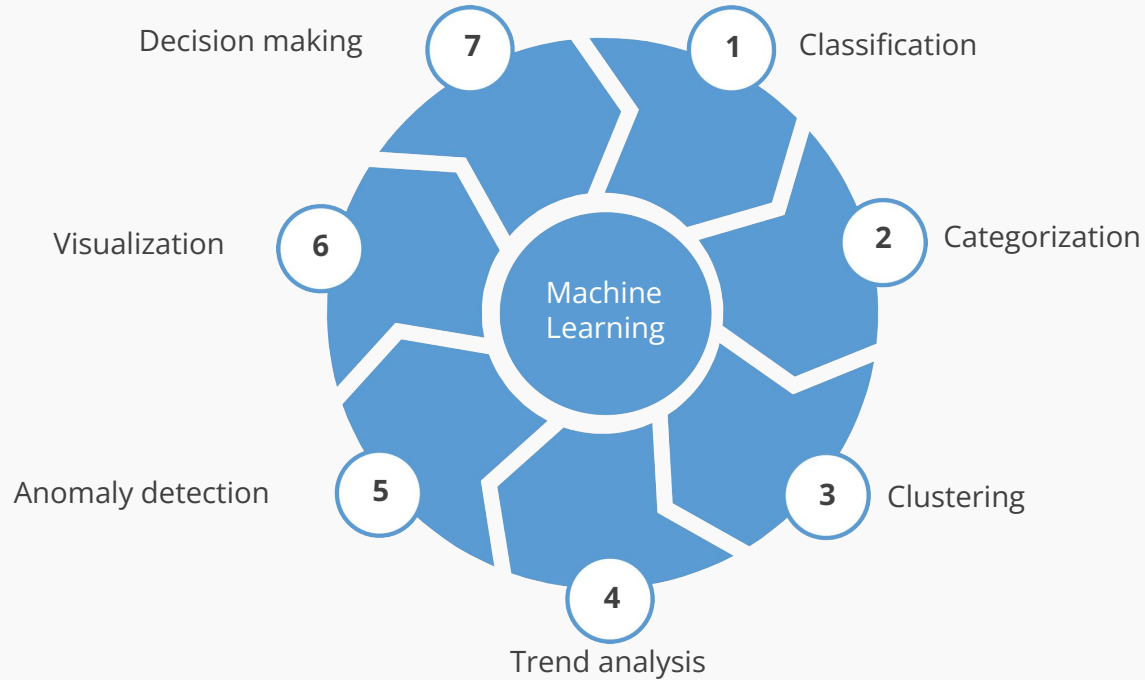 Machine
Learning
1
Classification
2
Categorization
3
Clustering
4
Trend analysis
5
Anomaly detection
6
Visualization
7
Decision making